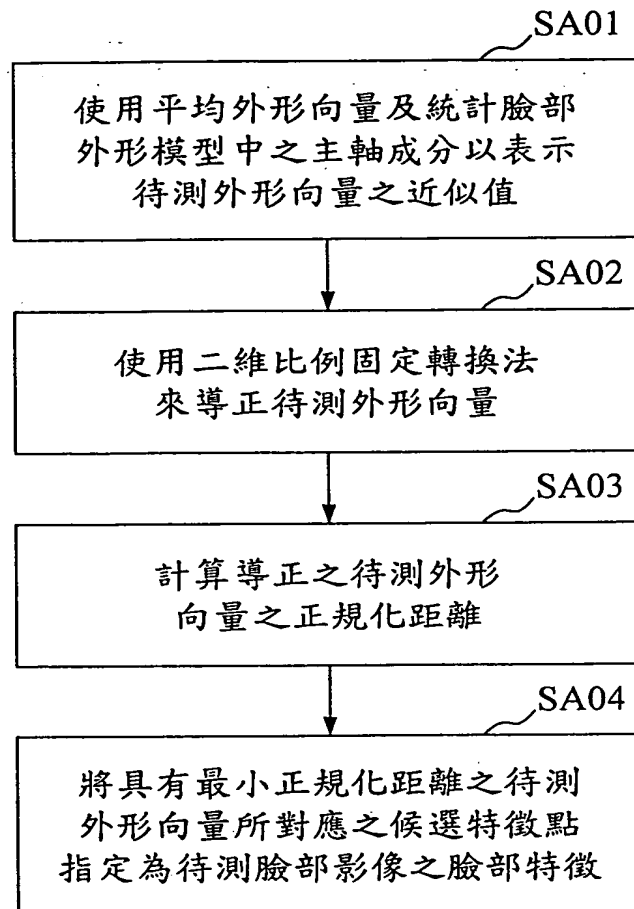 SA01
使用平均外形向量及統計臉部
外形模型中之主軸成分以表示
待測外形向量之近似值
SA02
使用二維比例固定轉換法
來導正待測外形向量
SA03
計算導正之待測外形
向量之正規化距離
SA04
將具有最小正規化距離之待測
外形向量所對應之候選特徵點
指定為待測臉部影像之臉部特徵